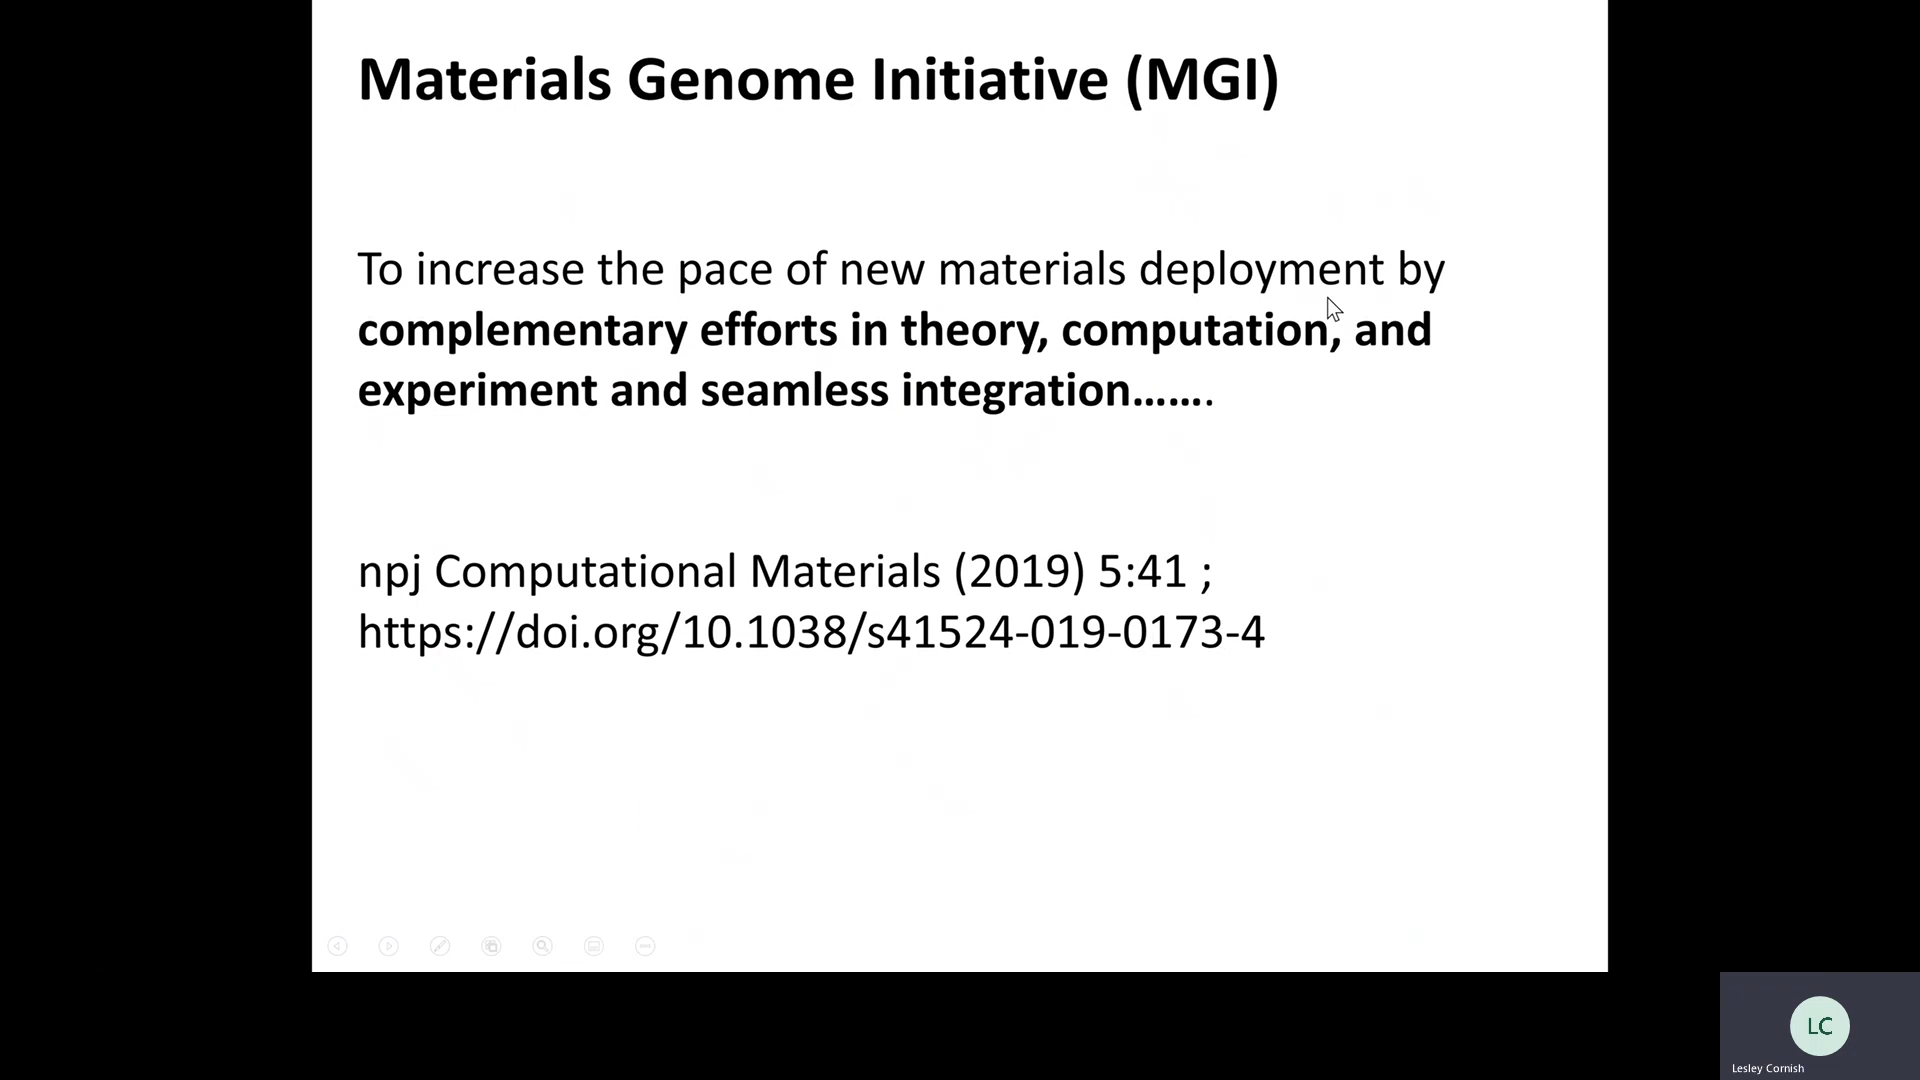 Materials Genome Initiative (MGI)
To increase the pace of new materials deployment by
complementary efforts in theory, computation, and
experiment and seamless integration…….
npj Computational Materials (2019) 5:41 ;
https://doi.org/10.1038/s41524-019-0173-4
LC
Lesley Cornish